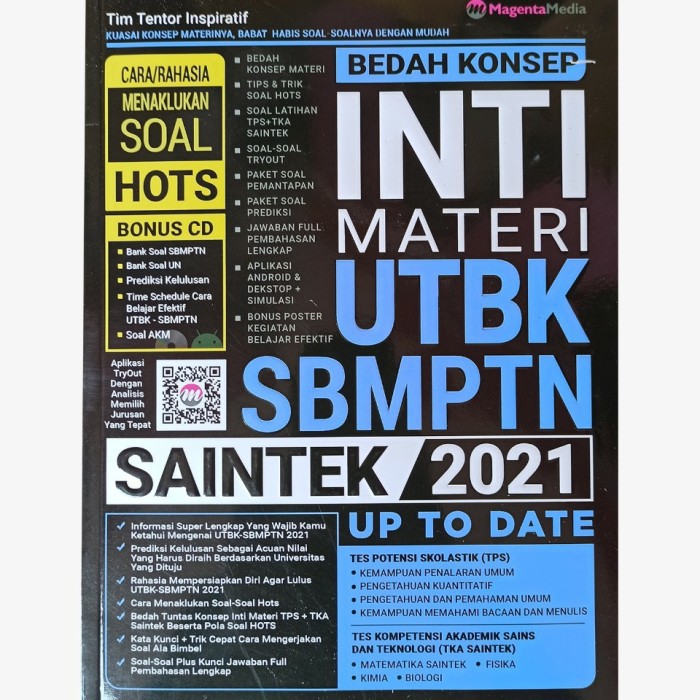 Tim Tentor Inspiratif
MagentaMedia
KUASAI KONSEP MATERINYA, BABAT HABIS SOAL-SOALNYA DENGAN MUDAH
CARA/RAHASIA
MENAKLUKAN
SOAL
HOTS
BONUS CD
Bank Soal SBMPTN
Bank Soal UN
Prediksi Kelulusan
Time Schedule Cara
Belajar Efektif
UTBK - SBMPTN
Soal AKM
BEDAH
KONSEP MATERI
TIPS & TRIK
SOAL HOTS
SOAL LATIHAN
TPS+TKA
SAINTEK
SOAL-SOAL
TRYOUT
PAKET SOAL
PEMANTAPAN
PAKET SOAL
PREDIKSI
JAWABAN FULL
PEMBAHASAN
LENGKAP
APLIKASI
ANDROID &
DEKSTOP +
SIMULASI
BONUS POSTER
KEGIATAN
BELAJAR EFEKTIF
BEDAH KONSEP
INTI
MATERI
UTBK
SBMPTN
Aplikasi
TryOut
Dengan
Analisis
Memilih
Jurusan
Yang Tepat
m
SAINTEK/2021
UP TO DATE
Informasi Super Lengkap Yang Wajib Kamu
Ketahui Mengenai UTBK-SBMPTN 2021
Prediksi Kelulusan Sebagai Acuan Nilai
Yang Harus Diraih Berdasarkan Universitas
Yang Dituju
Rahasia Mempersiapkan Diri Agar Lulus
UTBK-SBMPTN 2021
Cara Menaklukan Soal-Soal Hots
Bedah Tuntas Konsep Inti Materi TPS + TKA
Saintek Beserta Pola Soal HOTS
Kata Kunci + Trik Cepat Cara Mengerjakan
Soal Ala Bimbel
Soal-Soal Plus Kunci Jawaban Full
Pembahasan Lengkap
TES POTENSI SKOLASTIK (TPS)
KEMAMPUAN PENALARAN UMUM
PENGETAHUAN KUANTITATIF
PENGETAHUAN DAN PEMAHAMAN UMUM
KEMAMPUAN MEMAHAMI BACAAN DAN MENULIS
TES KOMPETENSI AKADEMIK SAINS
DAN TEKNOLOGI (TKA SAINTEK)
MATEMATIKA SAINTEK • FISIKA
KIMIA • BIOLOGI